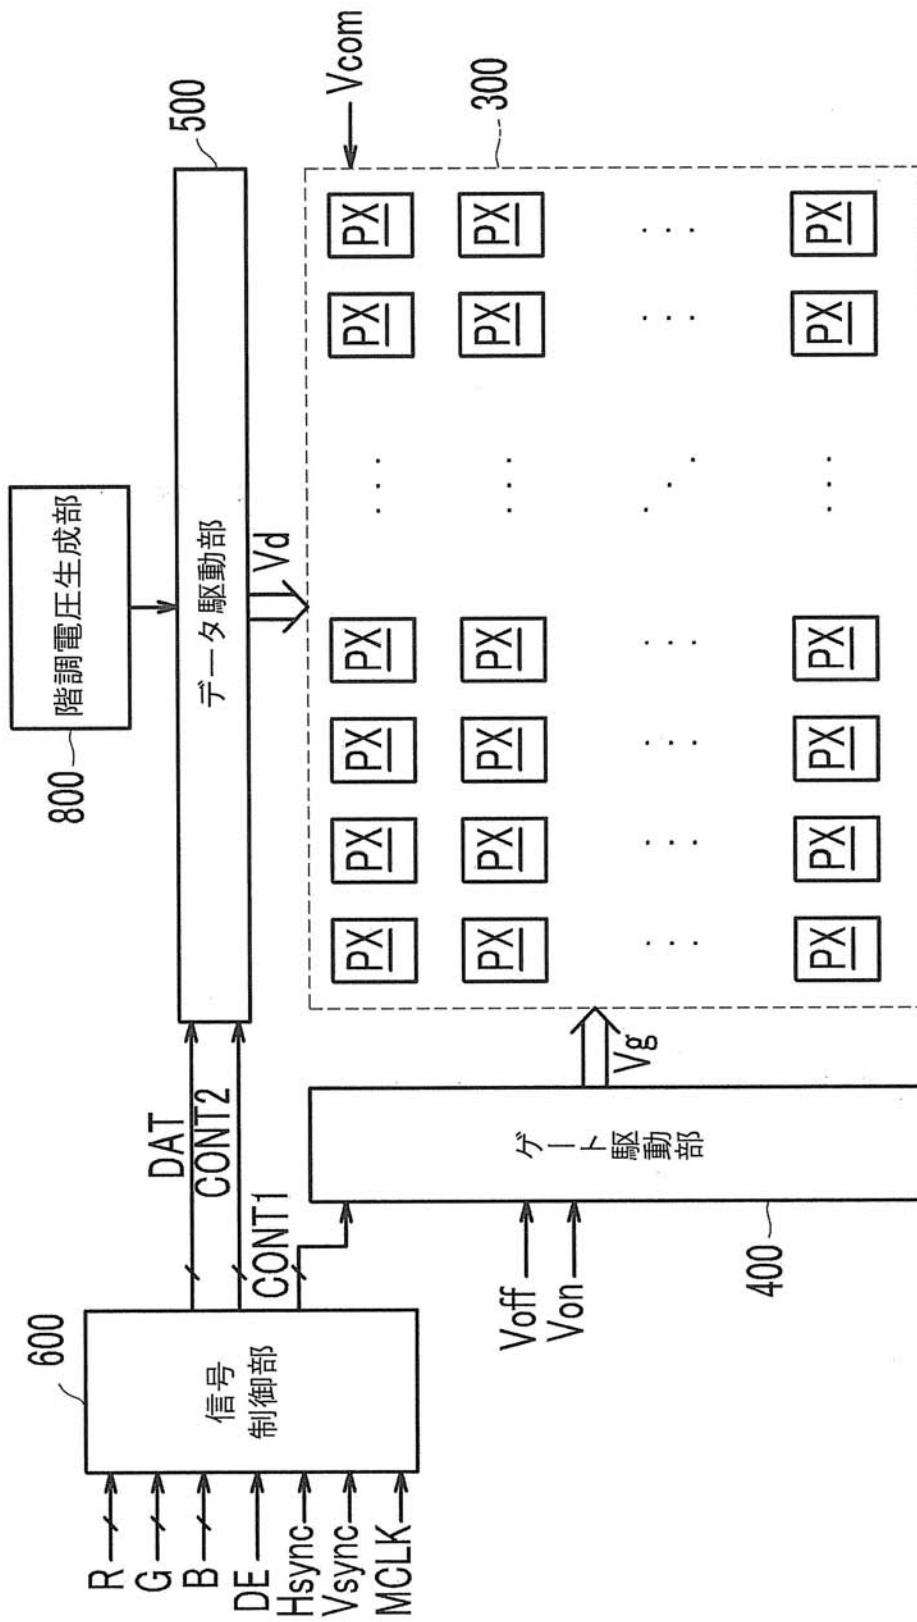 800
階調電圧生成部
500
データ駆動部
Vd
Vcom
300
PX PX PX PX PX PX
PX PX PX PX PX PX
PX PX PX PX PX PX
600
信号
制御部
R
G
B
DE
Hsync
Vsync
MCLK
DAT
CONT2
CONT1
Voff
Von
ゲート駆動部
400
Vg